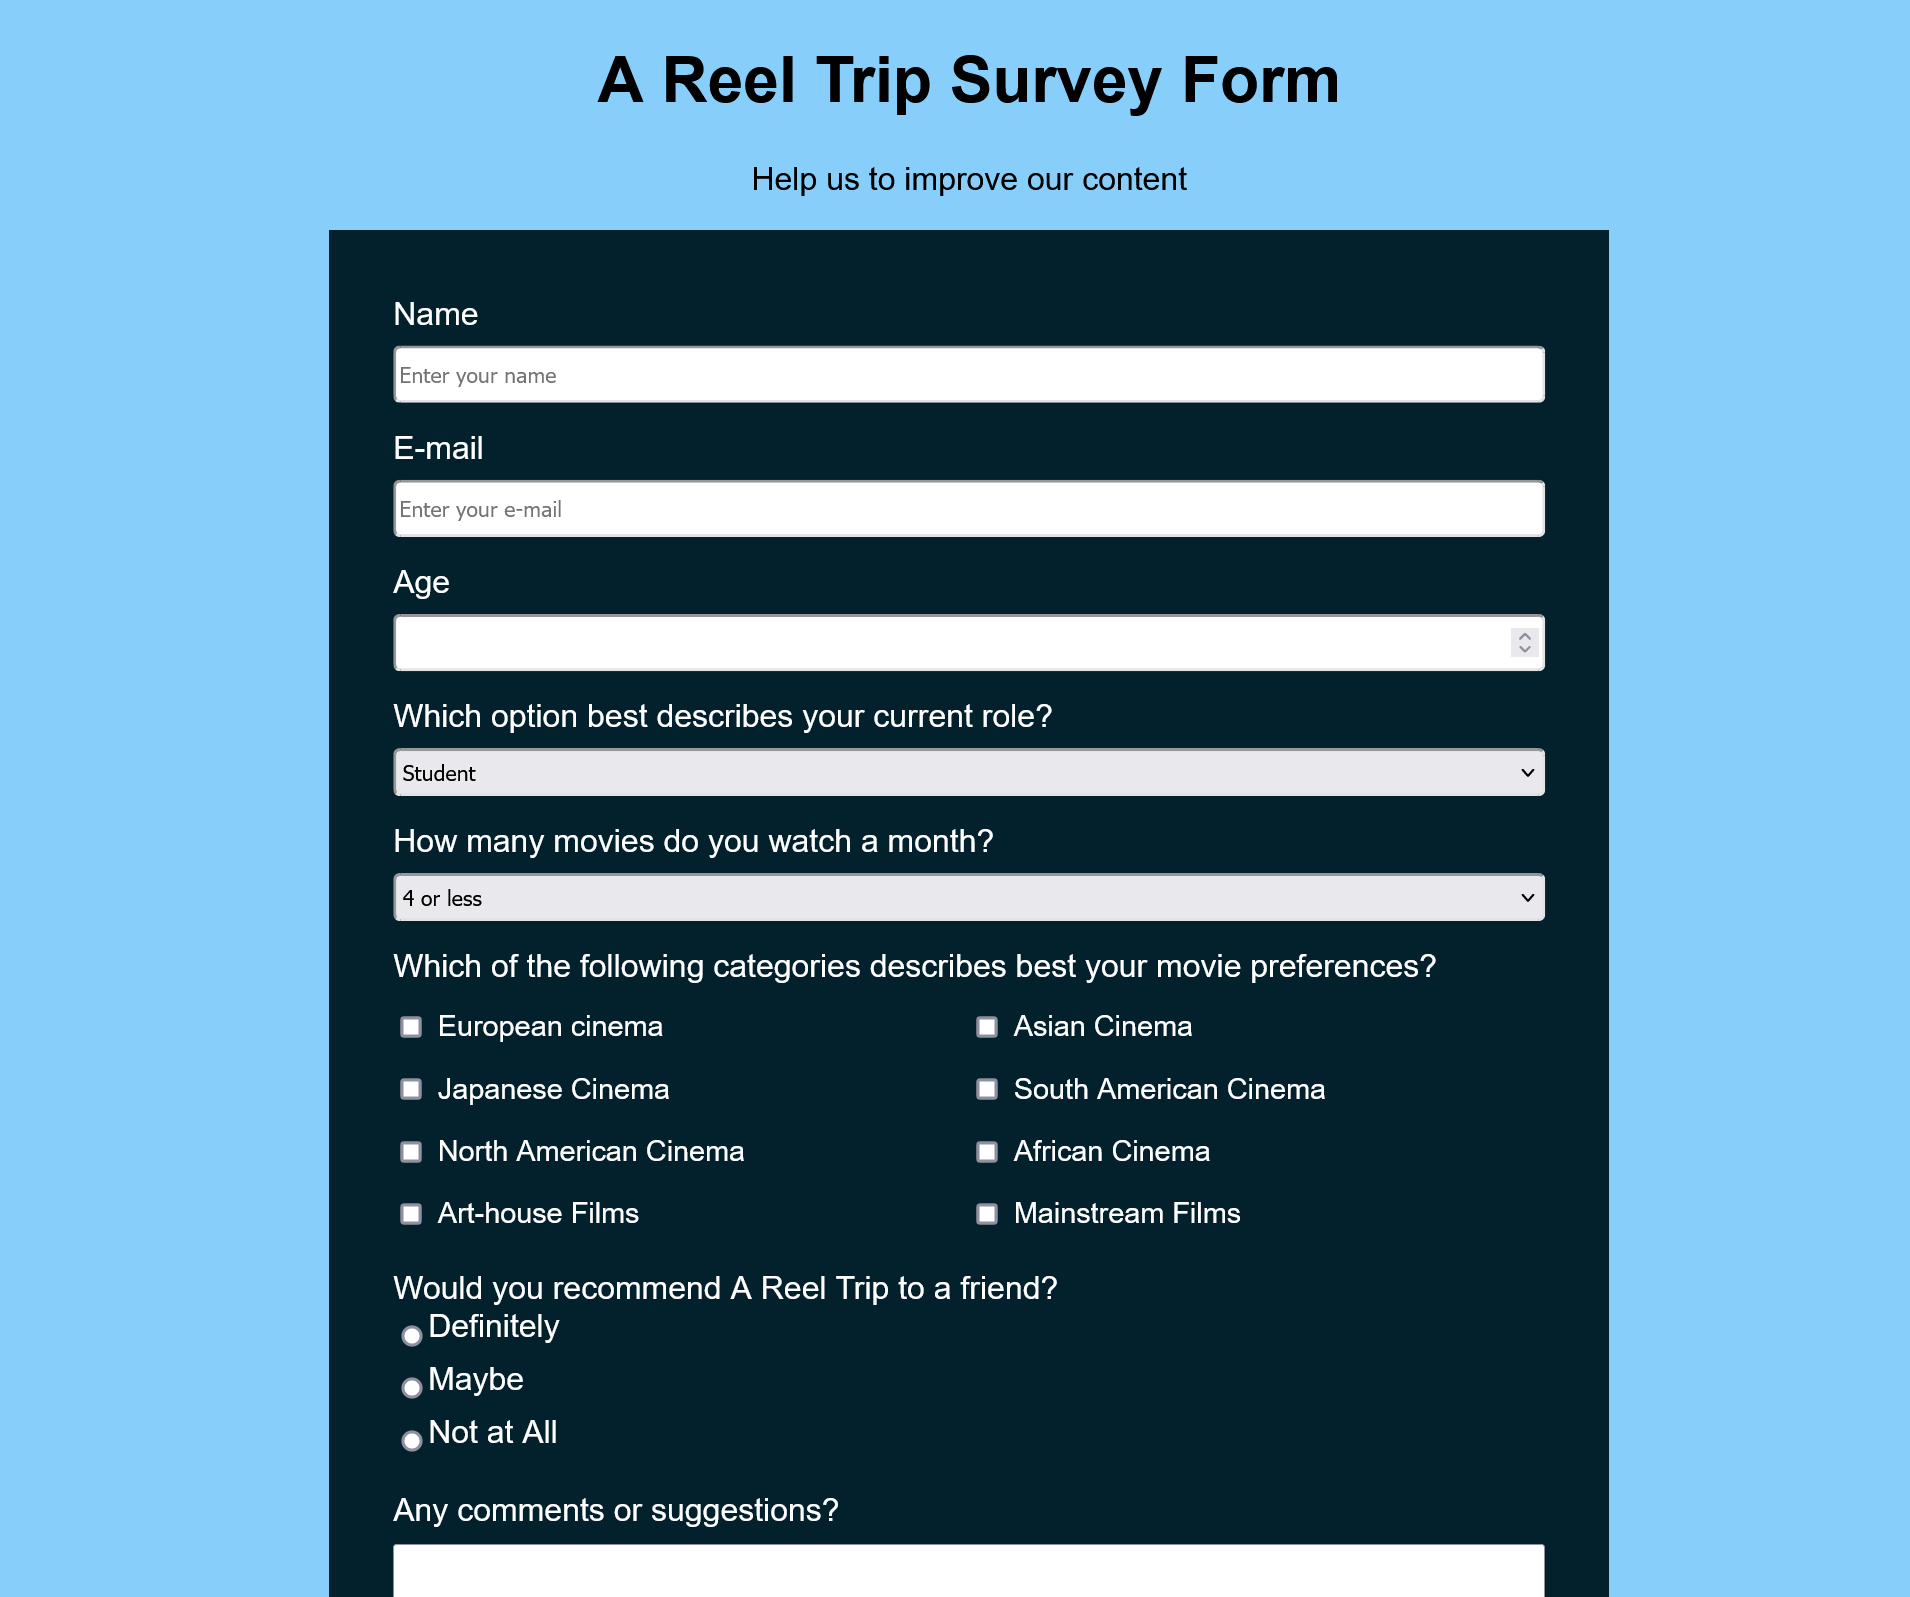 A Reel Trip Survey Form
Help us to improve our content
Name
Enter your name
E-mail
Enter your e-mail
Age
Which option best describes your current role?
Student
How many movies do you watch a month?
4 or less
Which of the following categories describes best your movie preferences?
European cinema
Asian Cinema
Japanese Cinema
South American Cinema
North American Cinema
African Cinema
Art-house Films
Mainstream Films
Would you recommend A Reel Trip to a friend?
Definitely
Maybe
Not at All
Any comments or suggestions?